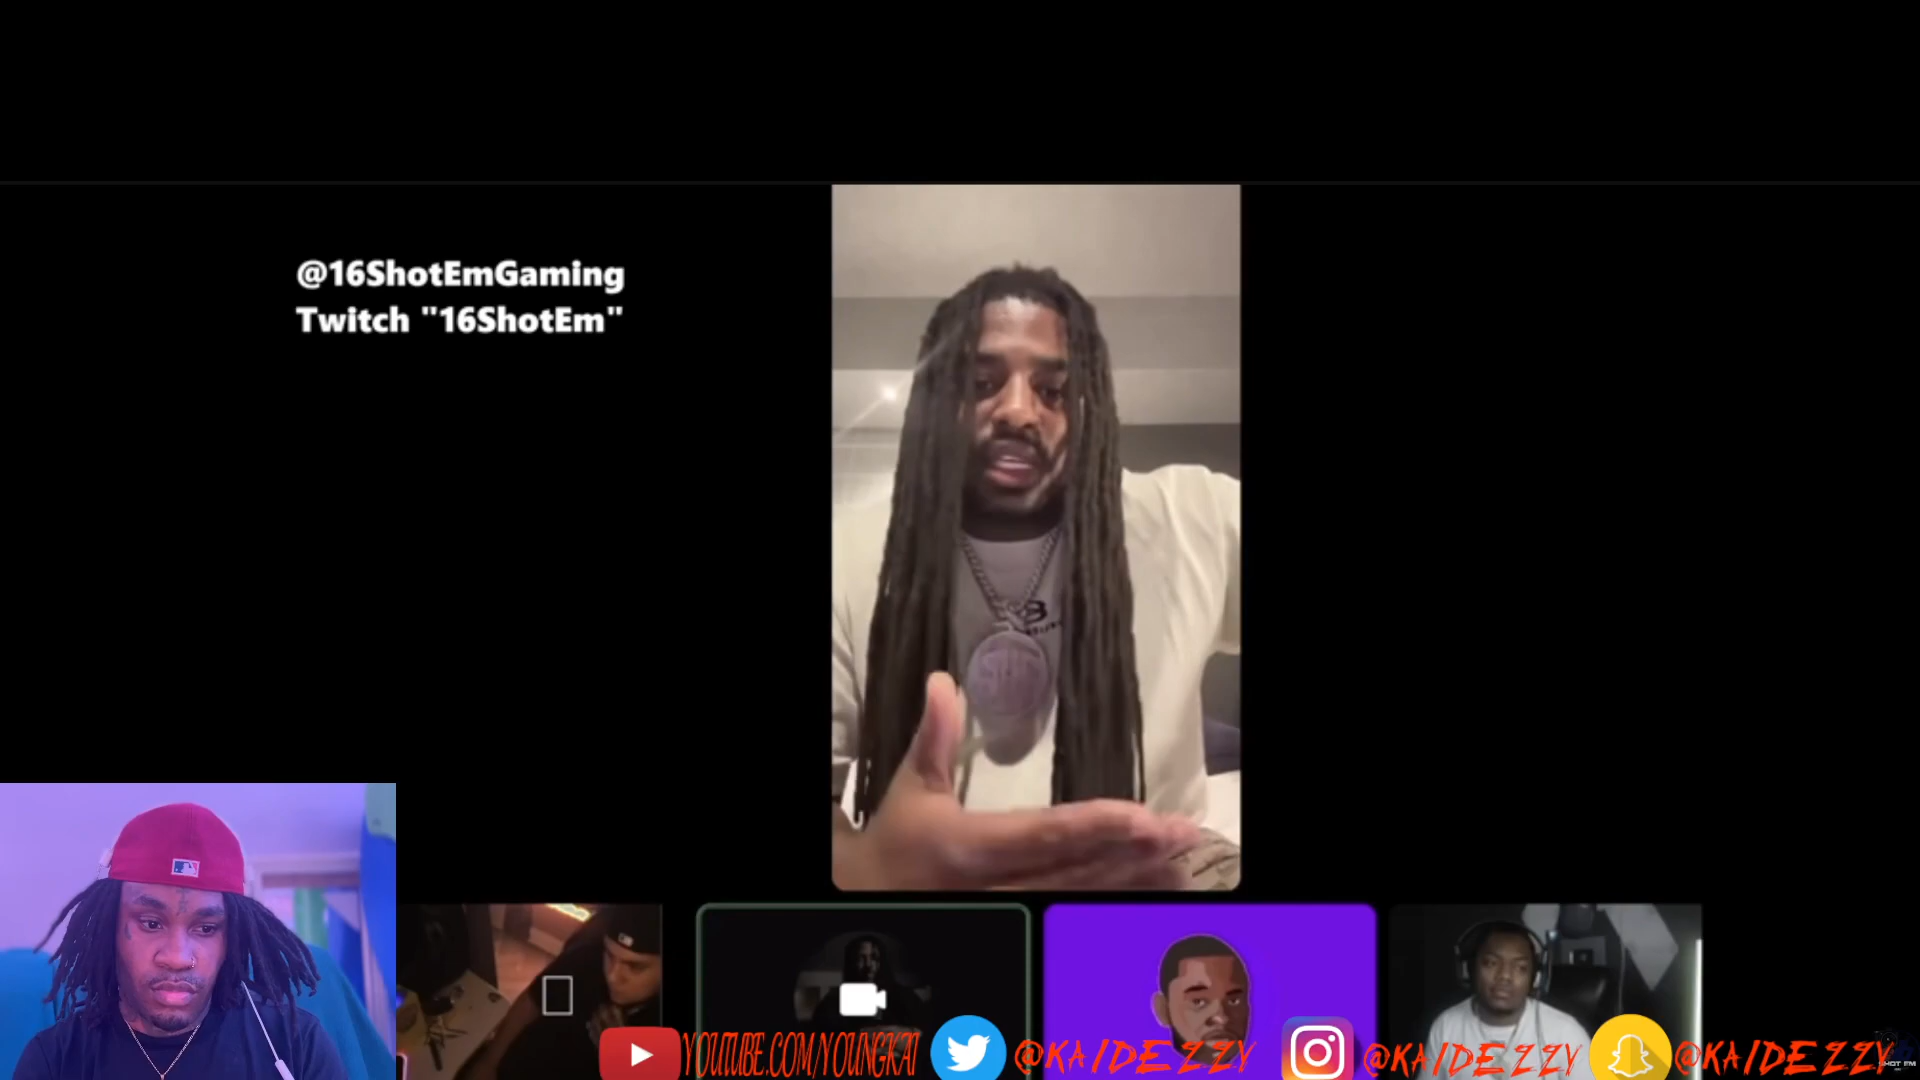 @16ShotEmGaming
Twitch "16ShotEm"
YOUTUBE.COM/YOUNGKAI
@KAIDEZZY
@KAIDEZZY
@KAIDEZZY